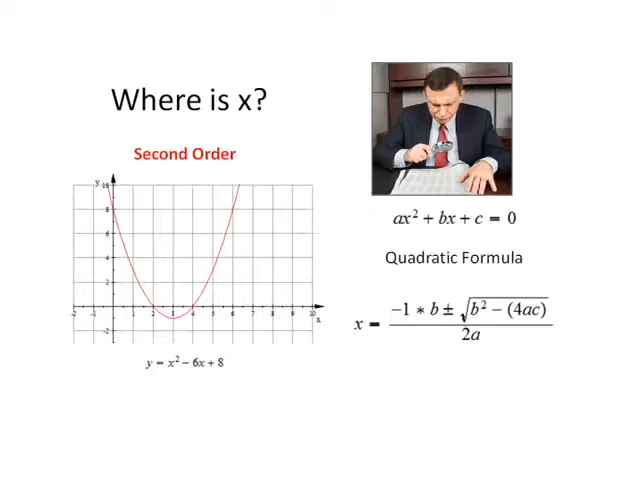 Where is x?
Second Order
y
10
8
6
4
2
-2 -1 1 2 3 4 5 6 7 8 9 10
x
-2
y = x² − 6x + 8
ax² + bx + c = 0
Quadratic Formula
x = (−1 * b ± √(b² − (4ac))) / 2a